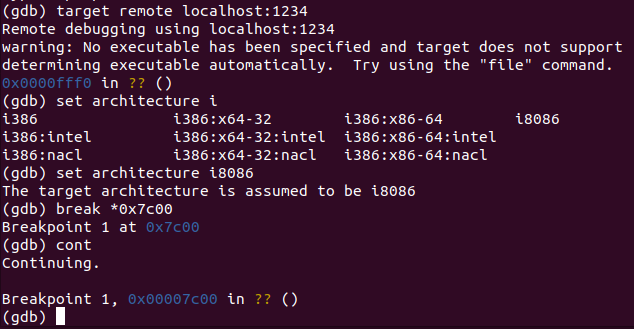 (gdb) target remote localhost:1234
Remote debugging using localhost:1234
warning: No executable has been specified and target does not support
determining executable automatically.  Try using the "file" command.
0x0000fff0 in ?? ()
(gdb) set architecture i
i386              i386:x64-32       i386:x86-64       i8086
i386:intel        i386:x64-32:intel  i386:x86-64:intel
i386:nacl         i386:x64-32:nacl  i386:x86-64:nacl
(gdb) set architecture i8086
The target architecture is assumed to be i8086
(gdb) break *0x7c00
Breakpoint 1 at 0x7c00
(gdb) cont
Continuing.

Breakpoint 1, 0x00007c00 in ?? ()
(gdb)